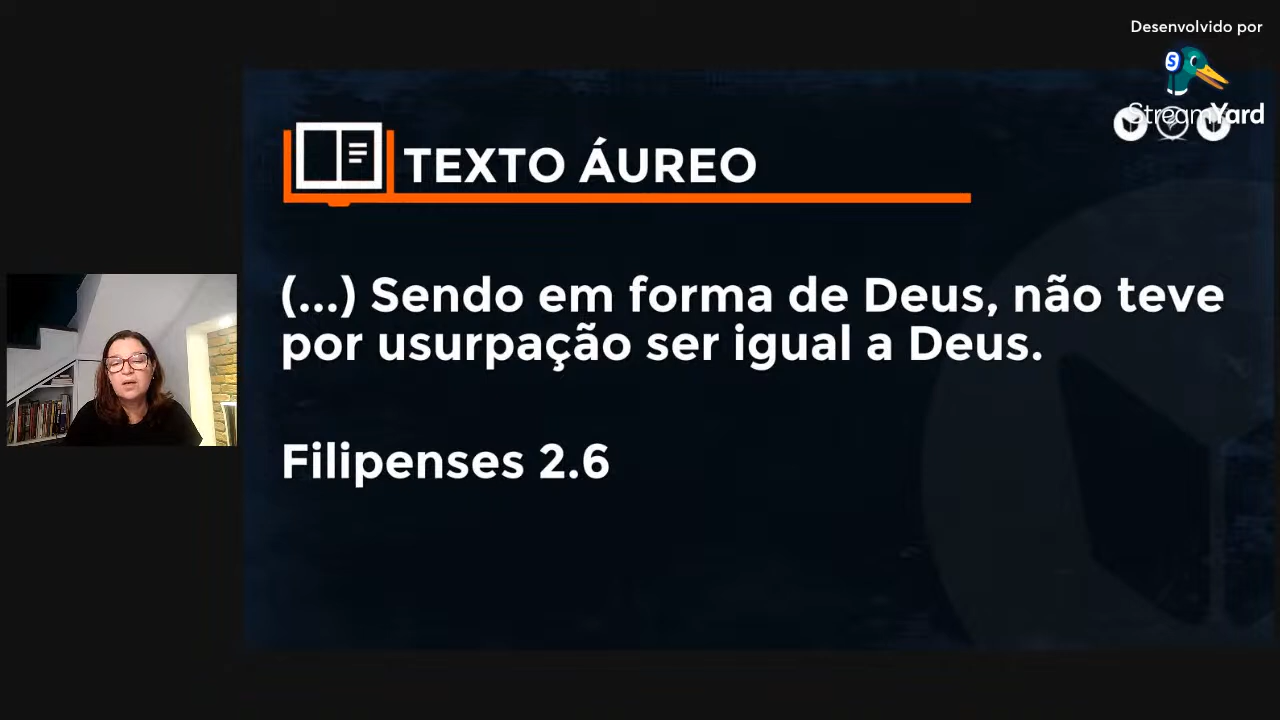 Desenvolvido por
StreamYard
TEXTO ÁUREO
(...) Sendo em forma de Deus, não teve
por usurpação ser igual a Deus.
Filipenses 2.6